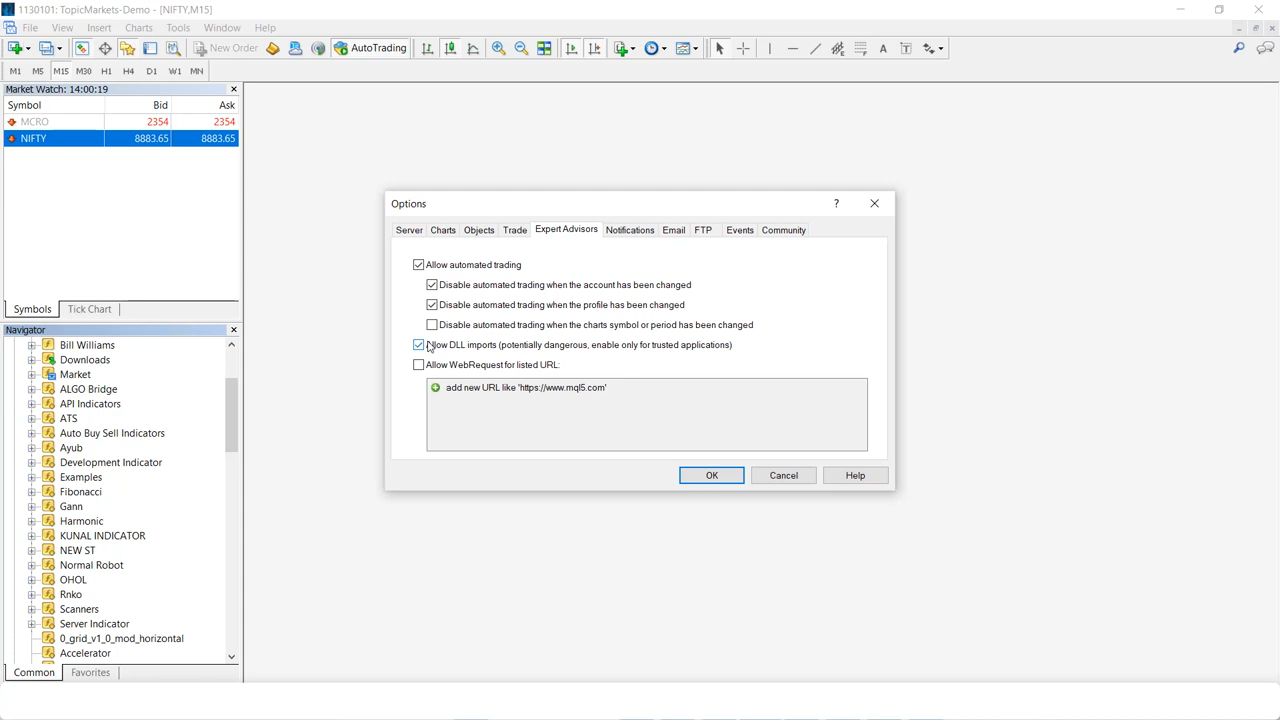 1130101: TopicMarkets-Demo - [NIFTY,M15]
File View Insert Charts Tools Window Help
New Order AutoTrading
M1 M5 M15 M30 H1 H4 D1 W1 MN
Market Watch: 14:00:19
Symbol Bid Ask
MCRO 2354 2354
NIFTY 8883.65 8883.65
Symbols Tick Chart
Navigator
Bill Williams
Downloads
Market
ALGO Bridge
API Indicators
ATS
Auto Buy Sell Indicators
Ayub
Development Indicator
Examples
Fibonacci
Gann
Harmonic
KUNAL INDICATOR
NEW ST
Normal Robot
OHOL
Rnko
Scanners
Server Indicator
0_grid_v1_0_mod_horizontal
Accelerator
Common Favorites
Options
Server Charts Objects Trade Expert Advisors Notifications Email FTP Events Community
Allow automated trading
Disable automated trading when the account has been changed
Disable automated trading when the profile has been changed
Disable automated trading when the charts symbol or period has been changed
Allow DLL imports (potentially dangerous, enable only for trusted applications)
Allow WebRequest for listed URL:
add new URL like 'https://www.mql5.com'
OK Cancel Help